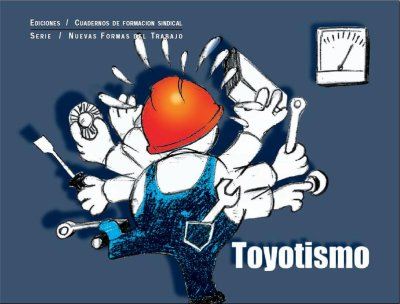 Ediciones / Cuadernos de formacion sindical
Serie / Nuevas Formas del Trabajo
Toyotismo